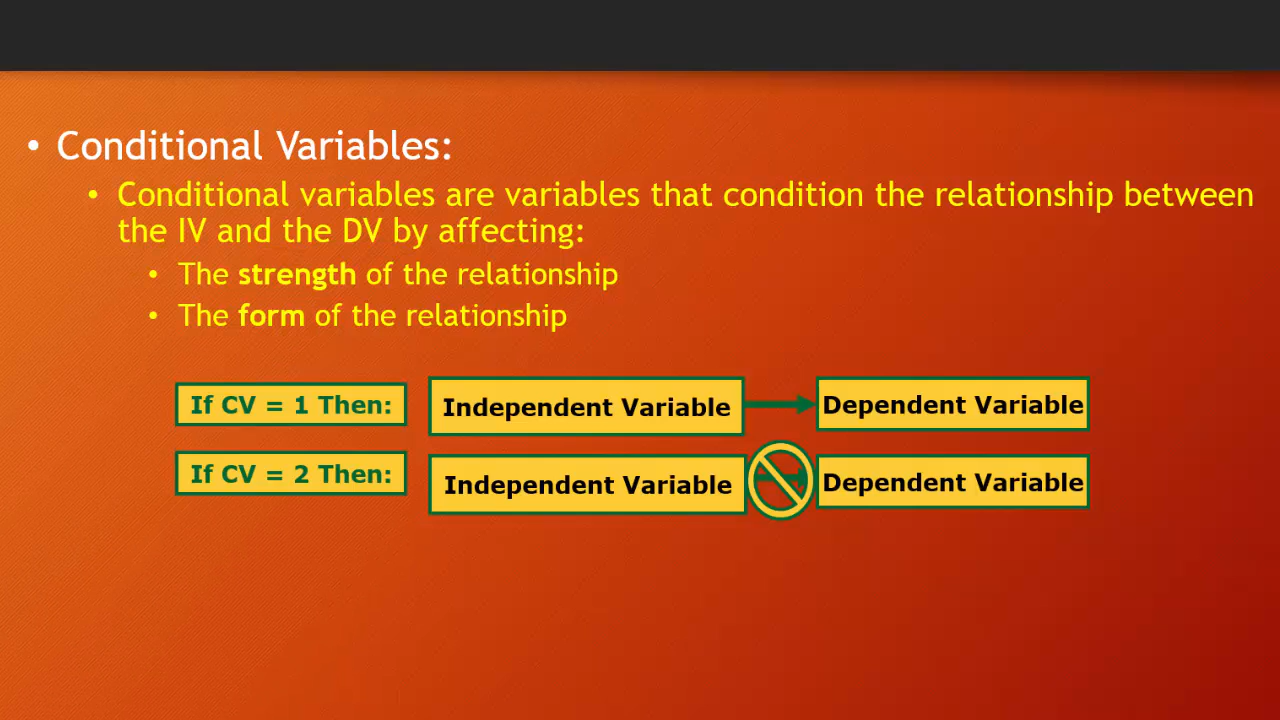 • Conditional Variables:
• Conditional variables are variables that condition the relationship between
the IV and the DV by affecting:
• The strength of the relationship
• The form of the relationship
If CV = 1 Then:
Independent Variable
Dependent Variable
If CV = 2 Then:
Independent Variable
Dependent Variable